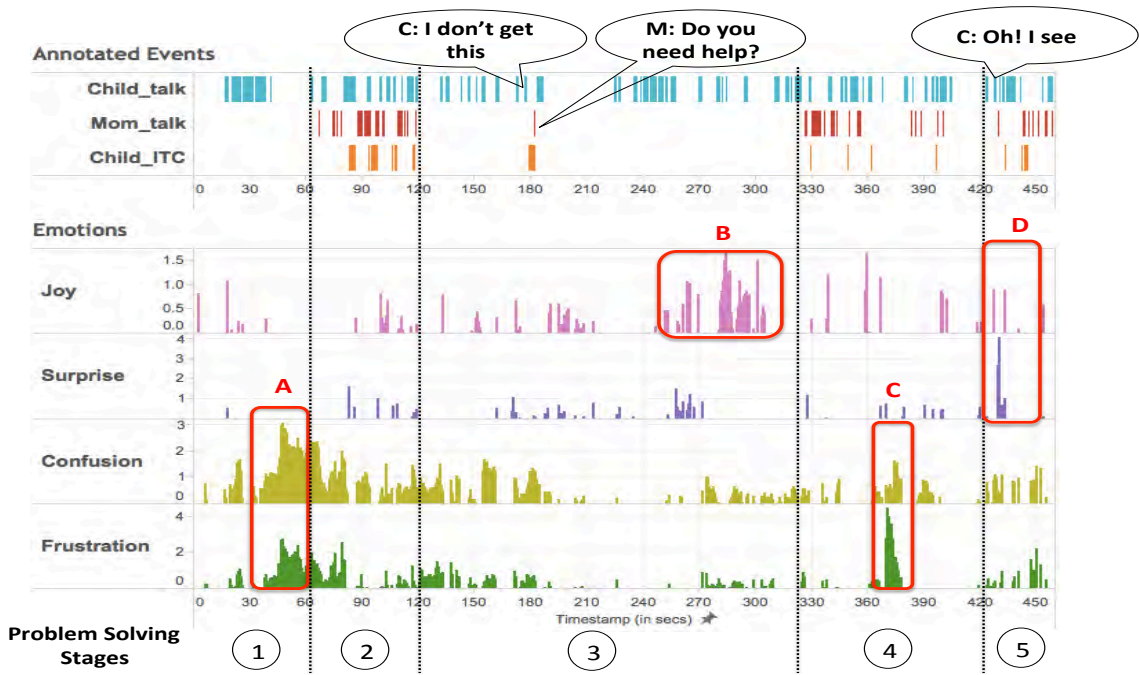 C: I don't get
this
M: Do you
need help?
C: Oh! I see
Annotated Events
Child_talk
Mom_talk
Child_ITC
0 30 60 90 120 150 180 210 240 270 300 330 360 390 420 450
Emotions
B
D
Joy
1.5
1.0
0.5
0.0
Surprise
4
3
2
1
A
C
Confusion
3
2
1
0
Frustration
4
2
0
0 30 60 90 120 150 180 210 240 270 300 330 360 390 420 450
Timestamp (in secs)
Problem Solving
Stages
1 2 3 4 5